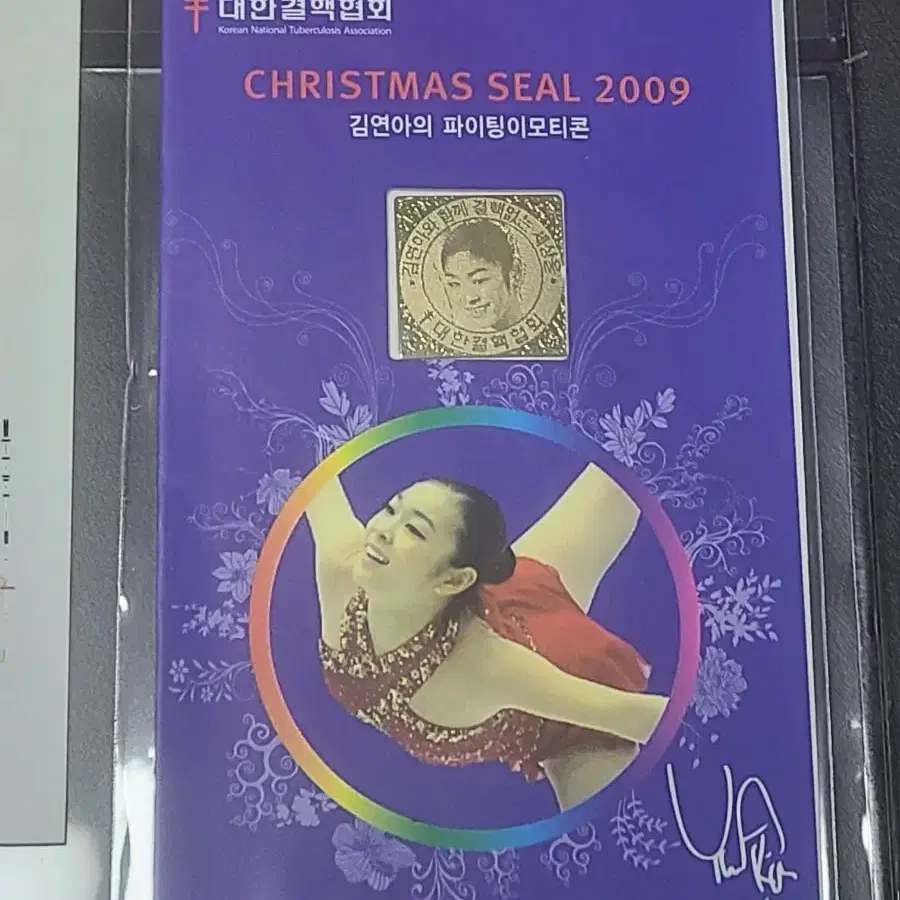 대한결핵협회
Korean National Tuberculosis Association
CHRISTMAS SEAL 2009
김연아의 파이팅이모티콘
김연아와 함께 결핵없는 세상을
대한결핵협회